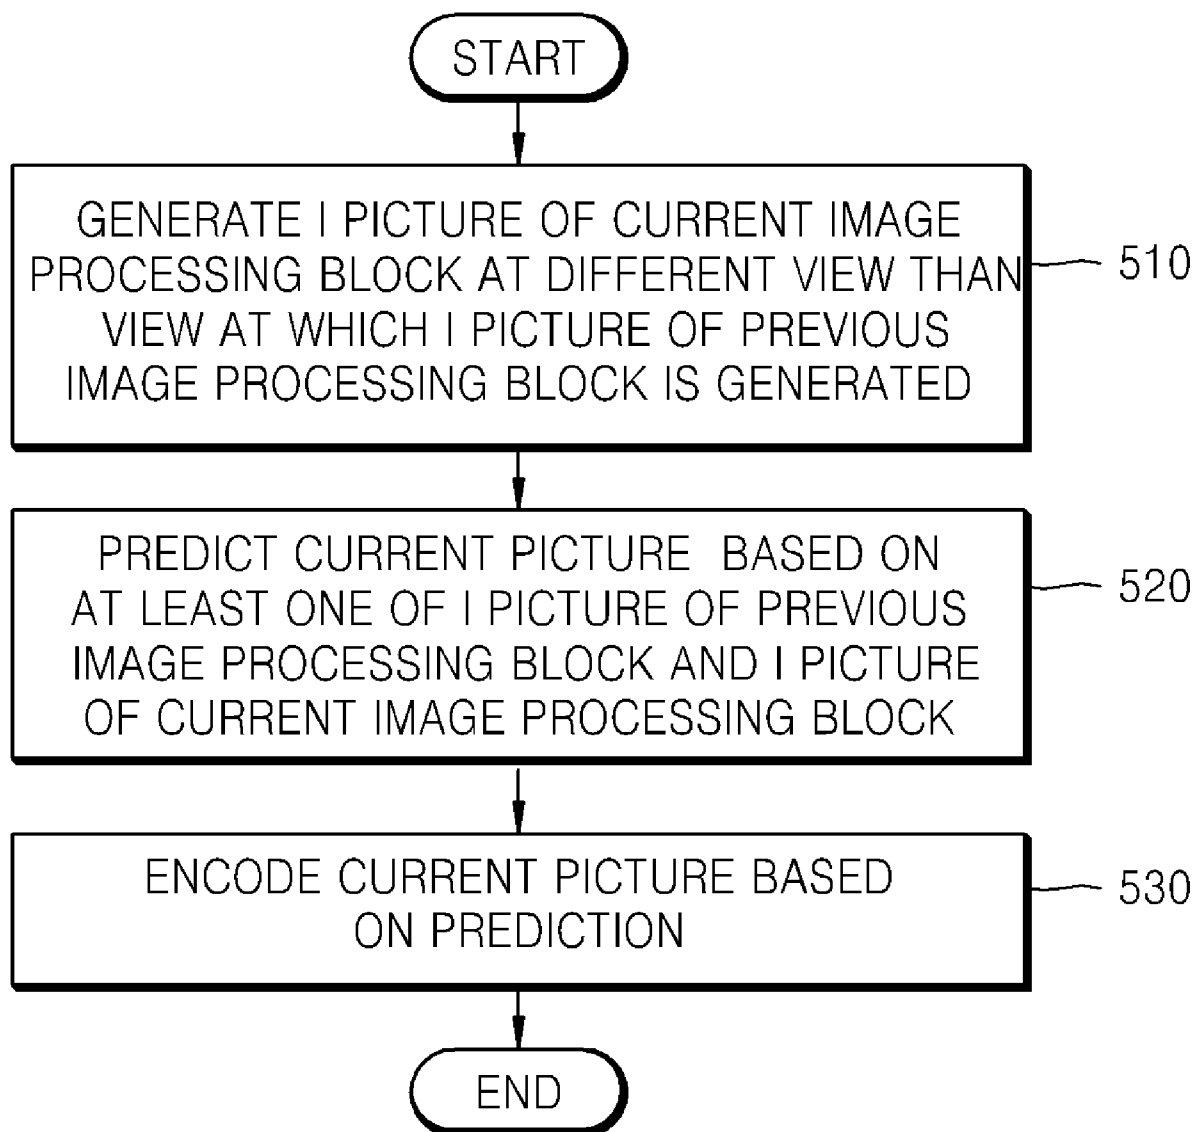 START
GENERATE I PICTURE OF CURRENT IMAGE
PROCESSING BLOCK AT DIFFERENT VIEW THAN
VIEW AT WHICH I PICTURE OF PREVIOUS
IMAGE PROCESSING BLOCK IS GENERATED
510
PREDICT CURRENT PICTURE BASED ON
AT LEAST ONE OF I PICTURE OF PREVIOUS
IMAGE PROCESSING BLOCK AND I PICTURE
OF CURRENT IMAGE PROCESSING BLOCK
520
ENCODE CURRENT PICTURE BASED
ON PREDICTION
530
END